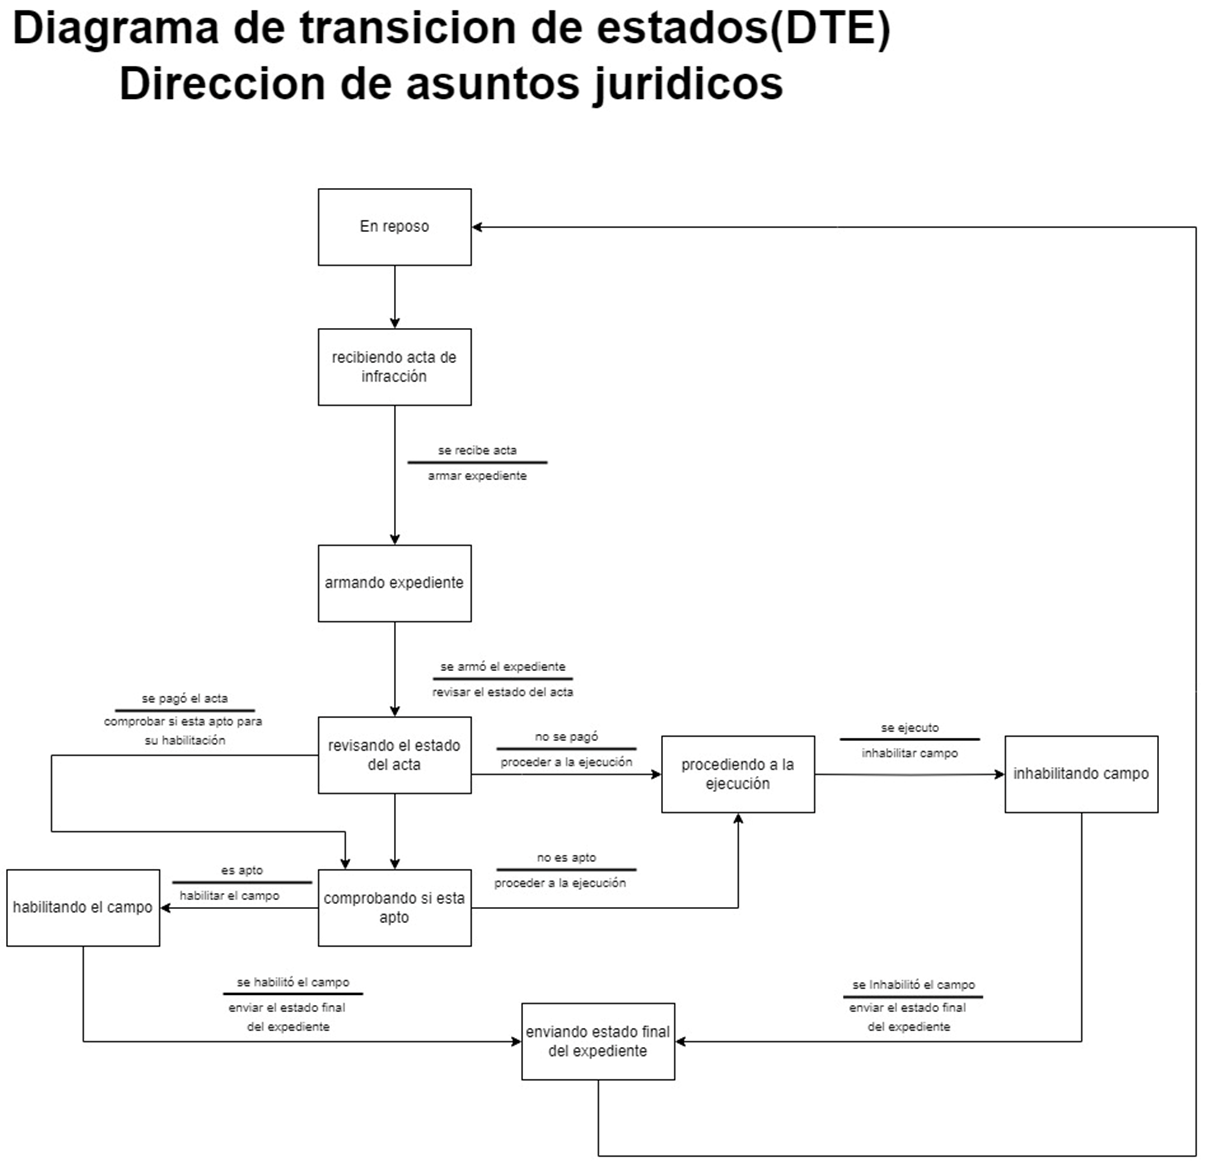 Diagrama de transicion de estados(DTE)
Direccion de asuntos juridicos
En reposo
recibiendo acta de
infracción
se recibe acta
armar expediente
armando expediente
se armó el expediente
revisar el estado del acta
se pagó el acta
comprobar si esta apto para
su habilitación
revisando el estado
del acta
no se pagó
proceder a la ejecución
procediendo a la
ejecución
se ejecuto
inhabilitar campo
inhabilitando campo
es apto
habilitar el campo
habilitando el campo
comprobando si esta
apto
no es apto
proceder a la ejecución
se habilitó el campo
enviar el estado final
del expediente
enviando estado final
del expediente
se Inhabilitó el campo
enviar el estado final
del expediente